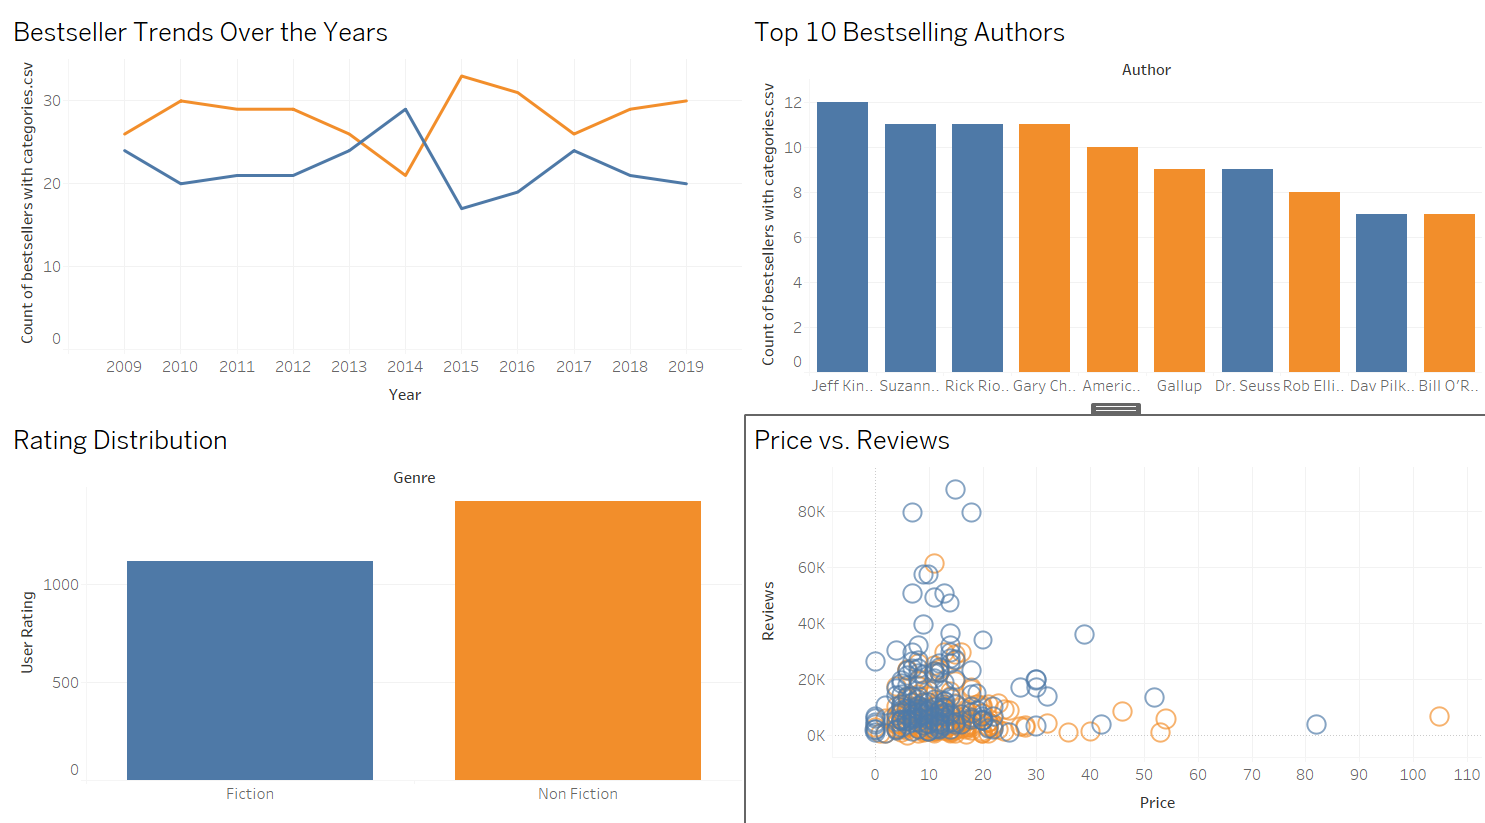 Bestseller Trends Over the Years
Count of bestsellers with categories.csv
30
20
10
0
2009 2010 2011 2012 2013 2014 2015 2016 2017 2018 2019
Year
Top 10 Bestselling Authors
Author
Count of bestsellers with categories.csv
12
10
8
6
4
2
0
Jeff Kin.. Suzann.. Rick Rio.. Gary Ch.. Americ.. Gallup Dr. Seuss Rob Elli.. Dav Pilk.. Bill O'R..
Rating Distribution
Genre
User Rating
1000
500
0
Fiction Non Fiction
Price vs. Reviews
Reviews
80K
60K
40K
20K
0K
0 10 20 30 40 50 60 70 80 90 100 110
Price